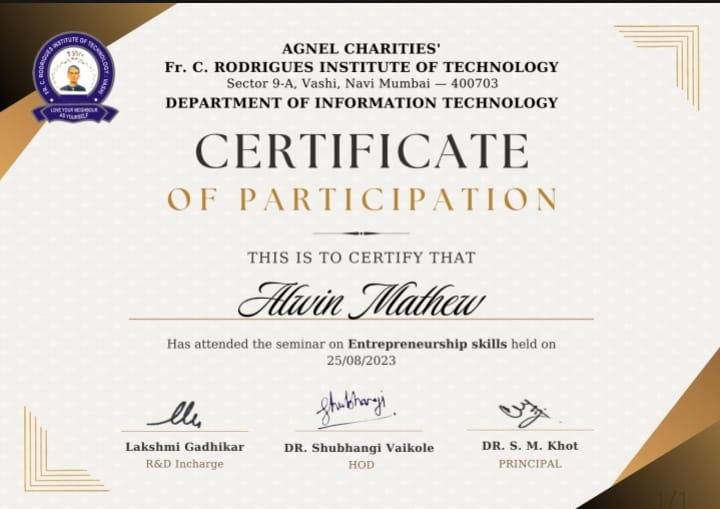 AGNEL CHARITIES'
Fr. C. RODRIGUES INSTITUTE OF TECHNOLOGY
Sector 9-A, Vashi, Navi Mumbai — 400703
DEPARTMENT OF INFORMATION TECHNOLOGY
FR. C. RODRIGUES INSTITUTE OF TECHNOLOGY, VASHI
LOVE YOUR NEIGHBOUR
AS YOURSELF
CERTIFICATE
OF PARTICIPATION
THIS IS TO CERTIFY THAT
Alwin Mathew
Has attended the seminar on Entrepreneurship skills held on
25/08/2023
Shubhangi
Lakshmi Gadhikar
R&D Incharge
DR. Shubhangi Vaikole
HOD
DR. S. M. Khot
PRINCIPAL
1/1